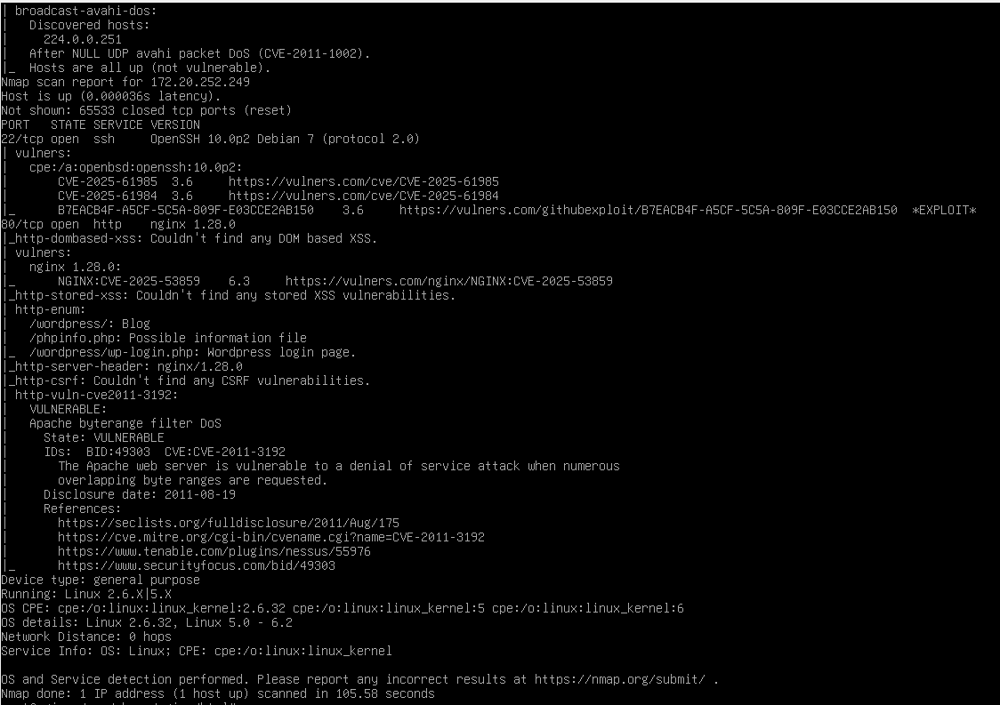 | broadcast-avahi-dos:
|   Discovered hosts:
|     224.0.0.251
|   After NULL UDP avahi packet DoS (CVE-2011-1002).
|_  Hosts are all up (not vulnerable).
Nmap scan report for 172.20.252.249
Host is up (0.000036s latency).
Not shown: 65533 closed tcp ports (reset)
PORT   STATE SERVICE VERSION
22/tcp open  ssh     OpenSSH 10.0p2 Debian 7 (protocol 2.0)
| vulners:
|   cpe:/a:openbsd:openssh:10.0p2:
|       CVE-2025-61985  3.6     https://vulners.com/cve/CVE-2025-61985
|       CVE-2025-61984  3.6     https://vulners.com/cve/CVE-2025-61984
|_      B7EACB4F-A5CF-5C5A-809F-E03CCE2AB150    3.6     https://vulners.com/githubexploit/B7EACB4F-A5CF-5C5A-809F-E03CCE2AB150  *EXPLOIT*
80/tcp open  http    nginx 1.28.0
|_http-dombased-xss: Couldn't find any DOM based XSS.
| vulners:
|   nginx 1.28.0:
|_      NGINX:CVE-2025-53859    6.3     https://vulners.com/nginx/NGINX:CVE-2025-53859
|_http-stored-xss: Couldn't find any stored XSS vulnerabilities.
| http-enum:
|   /wordpress/: Blog
|   /phpinfo.php: Possible information file
|_  /wordpress/wp-login.php: Wordpress login page.
|_http-server-header: nginx/1.28.0
|_http-csrf: Couldn't find any CSRF vulnerabilities.
| http-vuln-cve2011-3192:
|   VULNERABLE:
|   Apache byterange filter DoS
|     State: VULNERABLE
|     IDs:  BID:49303  CVE:CVE-2011-3192
|       The Apache web server is vulnerable to a denial of service attack when numerous
|       overlapping byte ranges are requested.
|     Disclosure date: 2011-08-19
|     References:
|       https://seclists.org/fulldisclosure/2011/Aug/175
|       https://cve.mitre.org/cgi-bin/cvename.cgi?name=CVE-2011-3192
|       https://www.tenable.com/plugins/nessus/55976
|_      https://www.securityfocus.com/bid/49303
Device type: general purpose
Running: Linux 2.6.X|5.X
OS CPE: cpe:/o:linux:linux_kernel:2.6.32 cpe:/o:linux:linux_kernel:5 cpe:/o:linux:linux_kernel:6
OS details: Linux 2.6.32, Linux 5.0 - 6.2
Network Distance: 0 hops
Service Info: OS: Linux; CPE: cpe:/o:linux:linux_kernel

OS and Service detection performed. Please report any incorrect results at https://nmap.org/submit/ .
Nmap done: 1 IP address (1 host up) scanned in 105.58 seconds